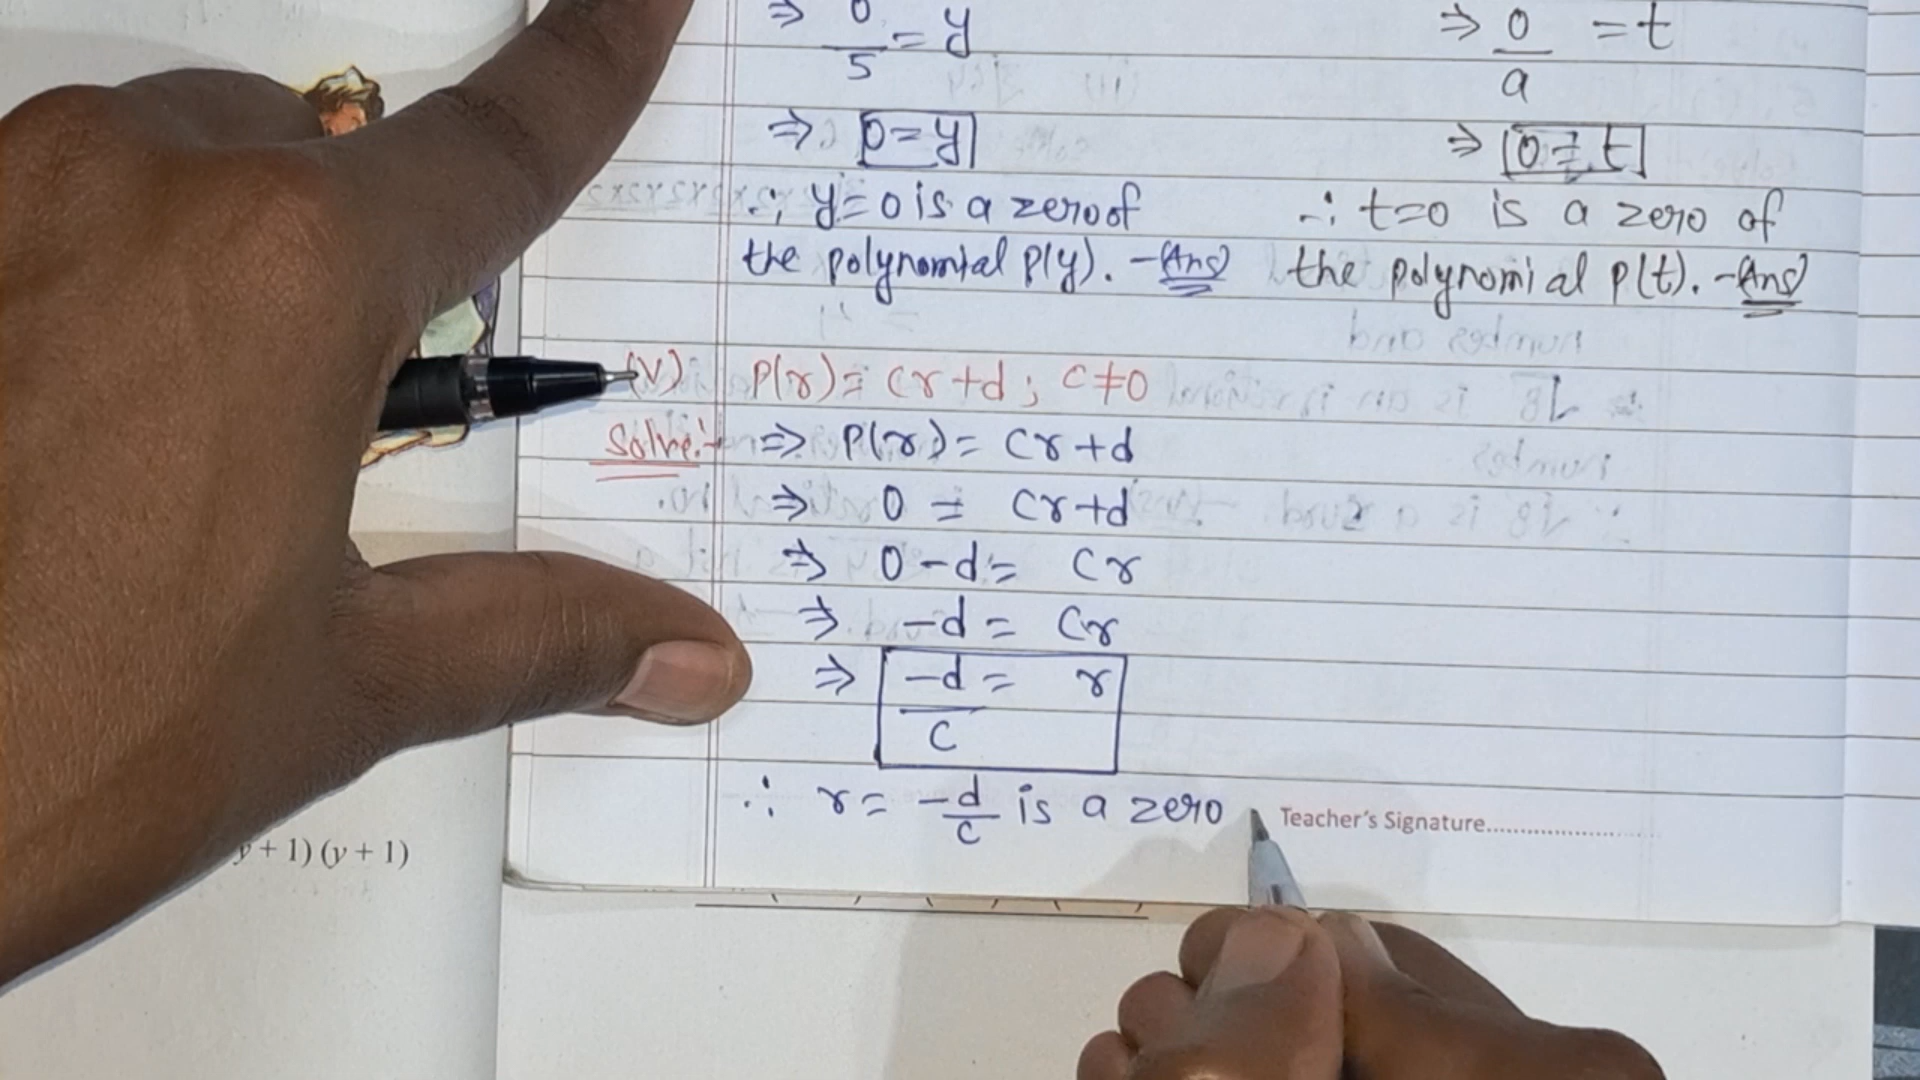 ⇒ 0/5 = y
⇒ 0 = y
∴ y = 0 is a zero of
the polynomial P(y). - (Ans)
⇒ 0/a = t
⇒ 0 = t
∴ t=0 is a zero of
the polynomial P(t). - (Ans)
(V) P(r) = cr+d ; c≠0
Solve:- ⇒ P(r) = cr+d
⇒ 0 = cr+d
⇒ 0-d = cr
⇒ -d = cr
⇒ -d/c = r
∴ r = -d/c is a zero
Teacher's Signature..........................
y + 1) (y + 1)